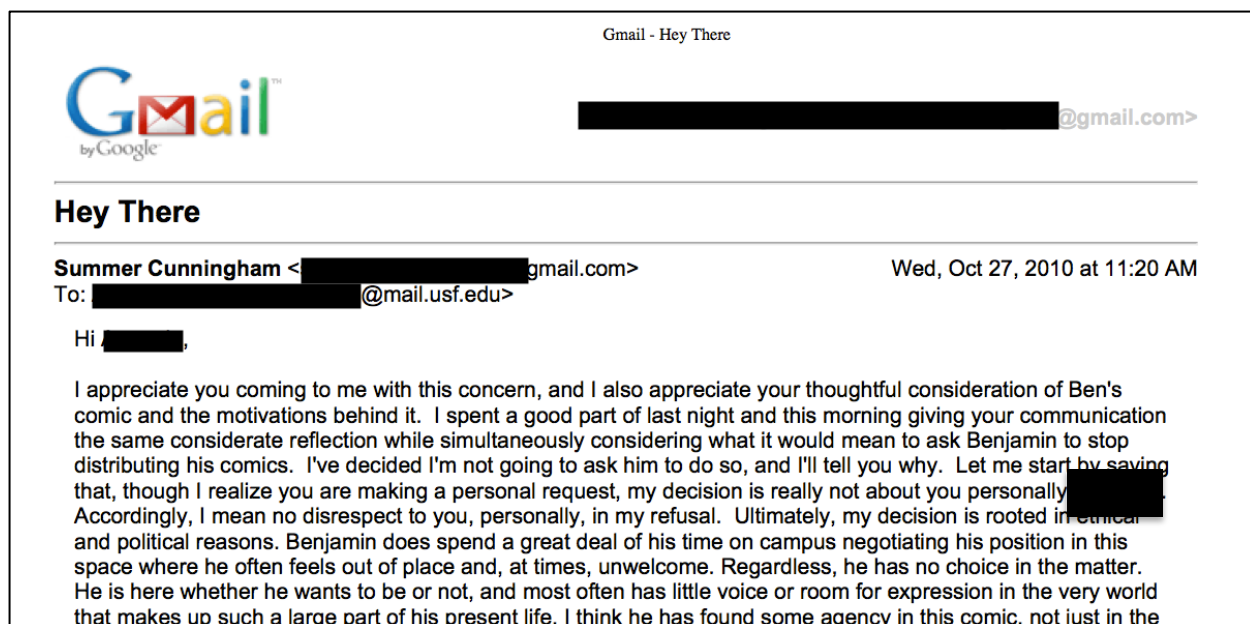 Gmail - Hey There
Gmail™
by Google
@gmail.com>
Hey There
Summer Cunningham < gmail.com>
Wed, Oct 27, 2010 at 11:20 AM
To: @mail.usf.edu>
Hi ,
I appreciate you coming to me with this concern, and I also appreciate your thoughtful consideration of Ben's
comic and the motivations behind it. I spent a good part of last night and this morning giving your communication
the same considerate reflection while simultaneously considering what it would mean to ask Benjamin to stop
distributing his comics. I've decided I'm not going to ask him to do so, and I'll tell you why. Let me start by saying
that, though I realize you are making a personal request, my decision is really not about you personally .
Accordingly, I mean no disrespect to you, personally, in my refusal. Ultimately, my decision is rooted in ethical
and political reasons. Benjamin does spend a great deal of his time on campus negotiating his position in this
space where he often feels out of place and, at times, unwelcome. Regardless, he has no choice in the matter.
He is here whether he wants to be or not, and most often has little voice or room for expression in the very world
that makes up such a large part of his present life. I think he has found some agency in this comic, not just in the